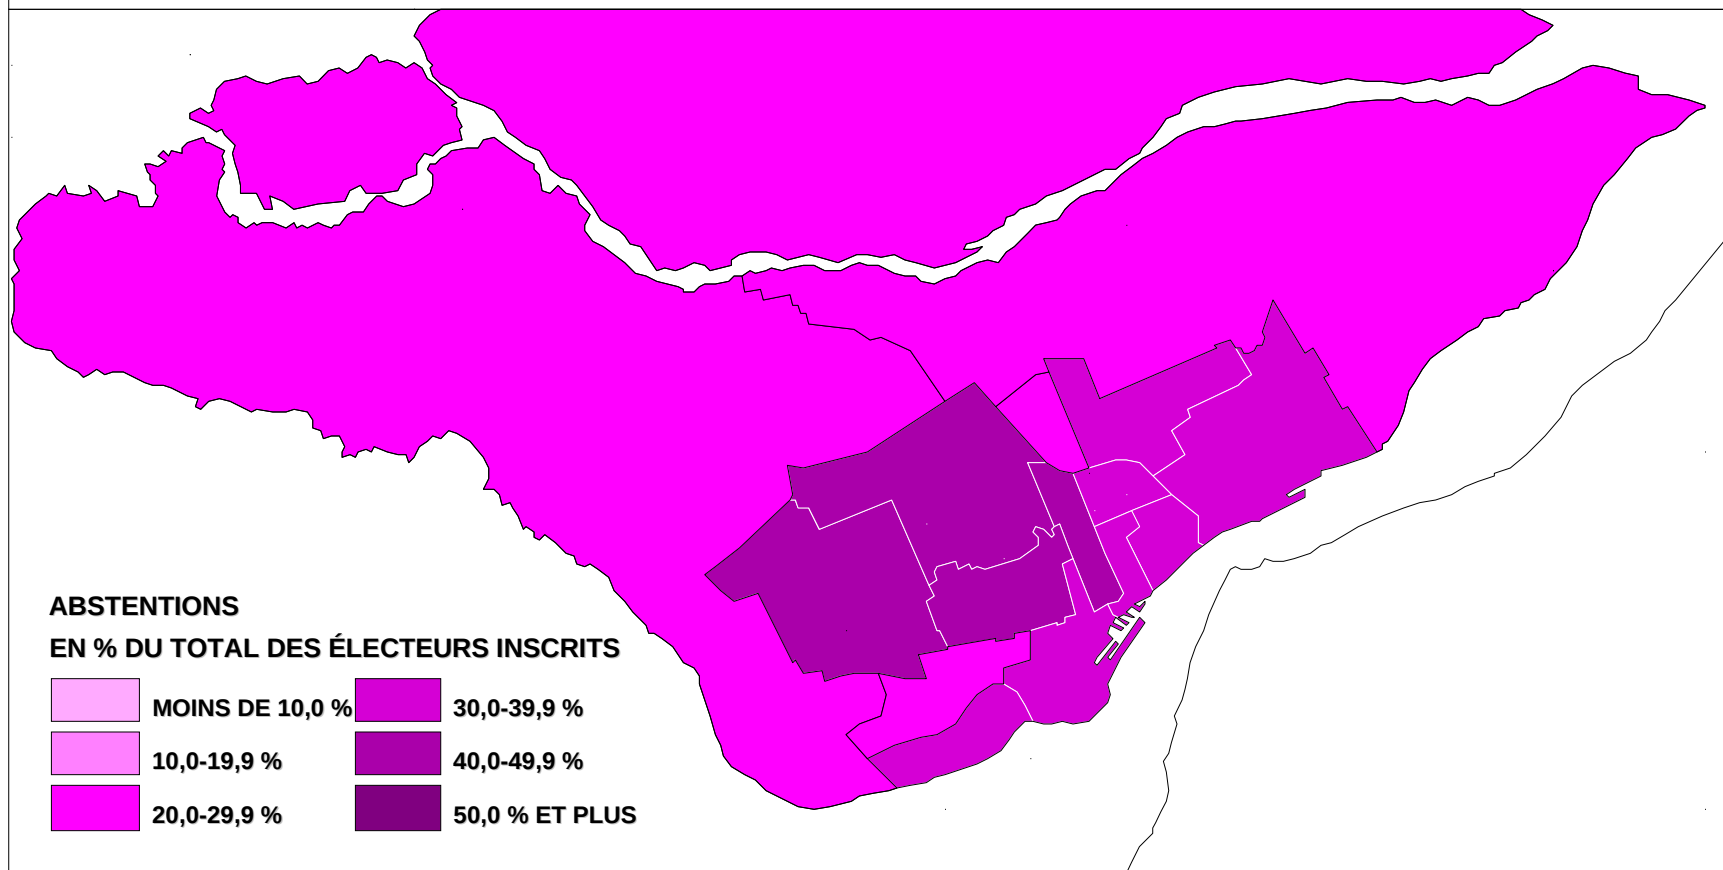 ABSTENTIONS
EN % DU TOTAL DES ÉLECTEURS INSCRITS
MOINS DE 10,0 %
10,0-19,9 %
20,0-29,9 %
30,0-39,9 %
40,0-49,9 %
50,0 % ET PLUS